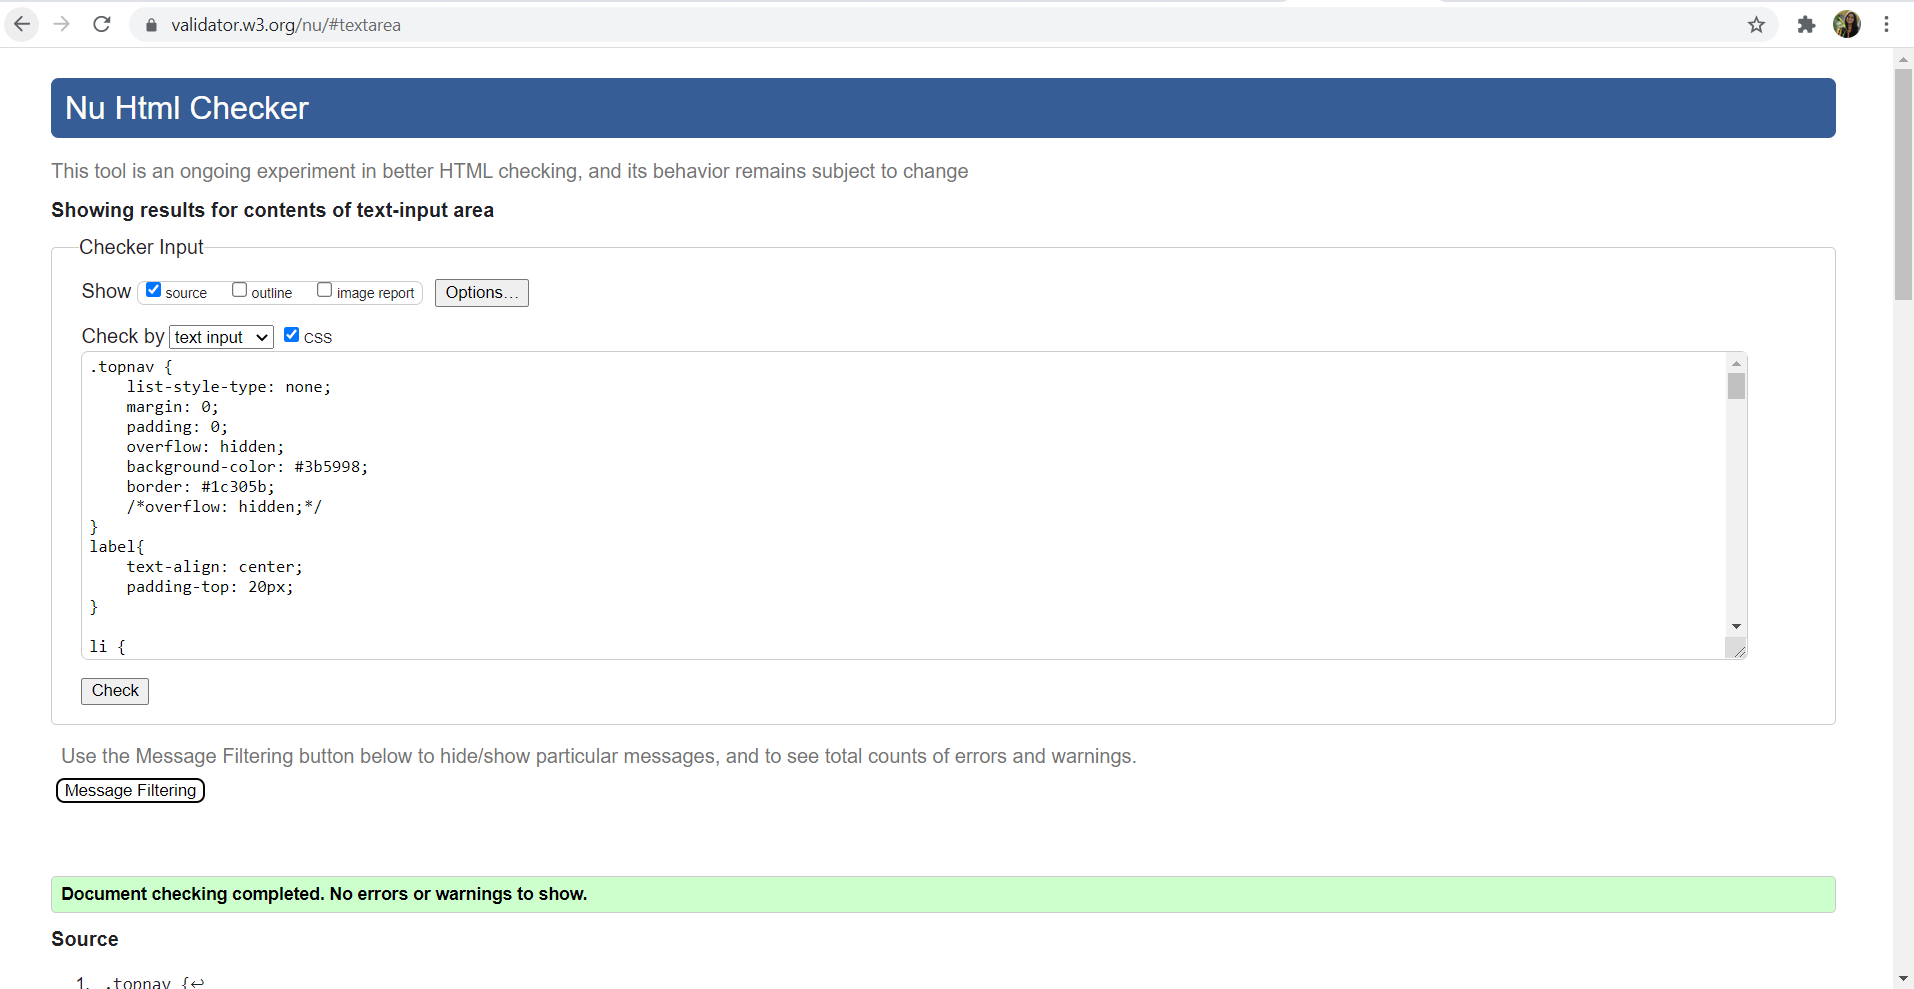 validator.w3.org/nu/#textarea
Nu Html Checker
This tool is an ongoing experiment in better HTML checking, and its behavior remains subject to change
Showing results for contents of text-input area
Checker Input
Show source outline image report Options...
Check by text input CSS
.topnav {
    list-style-type: none;
    margin: 0;
    padding: 0;
    overflow: hidden;
    background-color: #3b5998;
    border: #1c305b;
    /*overflow: hidden;*/
}
label{
    text-align: center;
    padding-top: 20px;
}
li {
Check
Use the Message Filtering button below to hide/show particular messages, and to see total counts of errors and warnings.
Message Filtering
Document checking completed. No errors or warnings to show.
Source
1. .topnav {↩